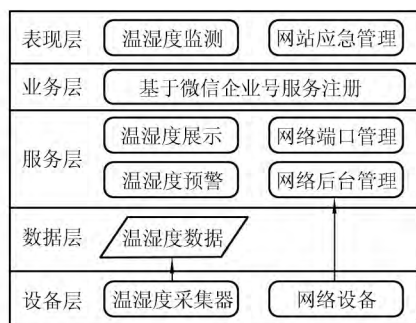 表现层 温湿度监测 网站应急管理
业务层 基于微信企业号服务注册
服务层 温湿度展示 网络端口管理
温湿度预警 网络后台管理
数据层 温湿度数据
设备层 温湿度采集器 网络设备